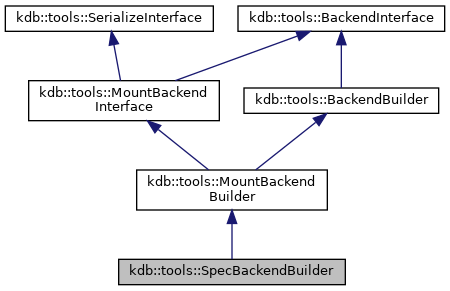 kdb::tools::SerializeInterface
kdb::tools::BackendInterface
kdb::tools::MountBackend
Interface
kdb::tools::BackendBuilder
kdb::tools::MountBackend
Builder
kdb::tools::SpecBackendBuilder